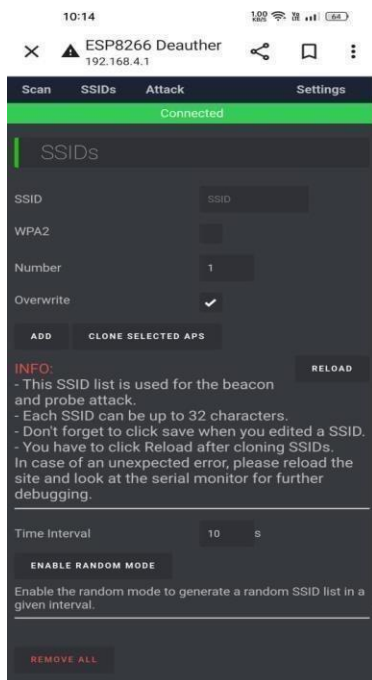 10:14
1.00 KB/S 64
ESP8266 Deauther
192.168.4.1
Scan SSIDs Attack Settings
Connected
SSIDs
SSID SSID
WPA2
Number 1
Overwrite
ADD CLONE SELECTED APS
INFO: RELOAD
- This SSID list is used for the beacon
and probe attack.
- Each SSID can be up to 32 characters.
- Don't forget to click save when you edited a SSID.
- You have to click Reload after cloning SSIDs.
In case of an unexpected error, please reload the
site and look at the serial monitor for further
debugging.
Time Interval 10 s
ENABLE RANDOM MODE
Enable the random mode to generate a random SSID list in a
given interval.
REMOVE ALL